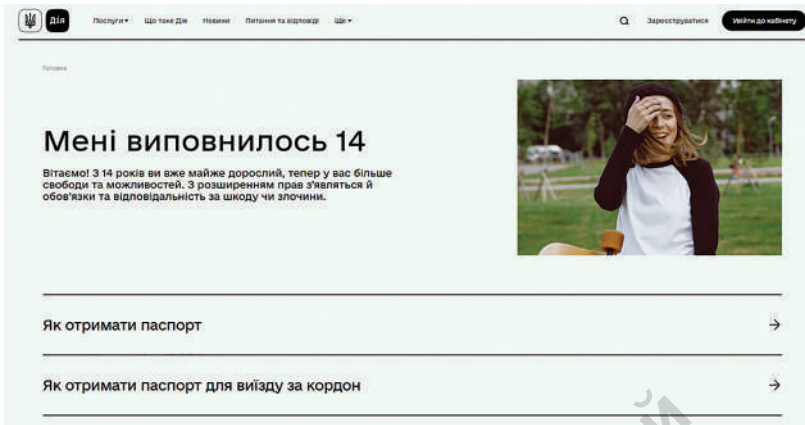 Дія
Послуги
Що таке Дія
Новини
Питання та відповіді
Ще
Зареєструватися
Увійти до кабінету
Головна
Мені виповнилось 14
Вітаємо! З 14 років ви вже майже дорослий, тепер у вас більше
свободи та можливостей. З розширенням прав з'являться й
обов'язки та відповідальність за шкоду чи злочини.
Як отримати паспорт
Як отримати паспорт для виїзду за кордон